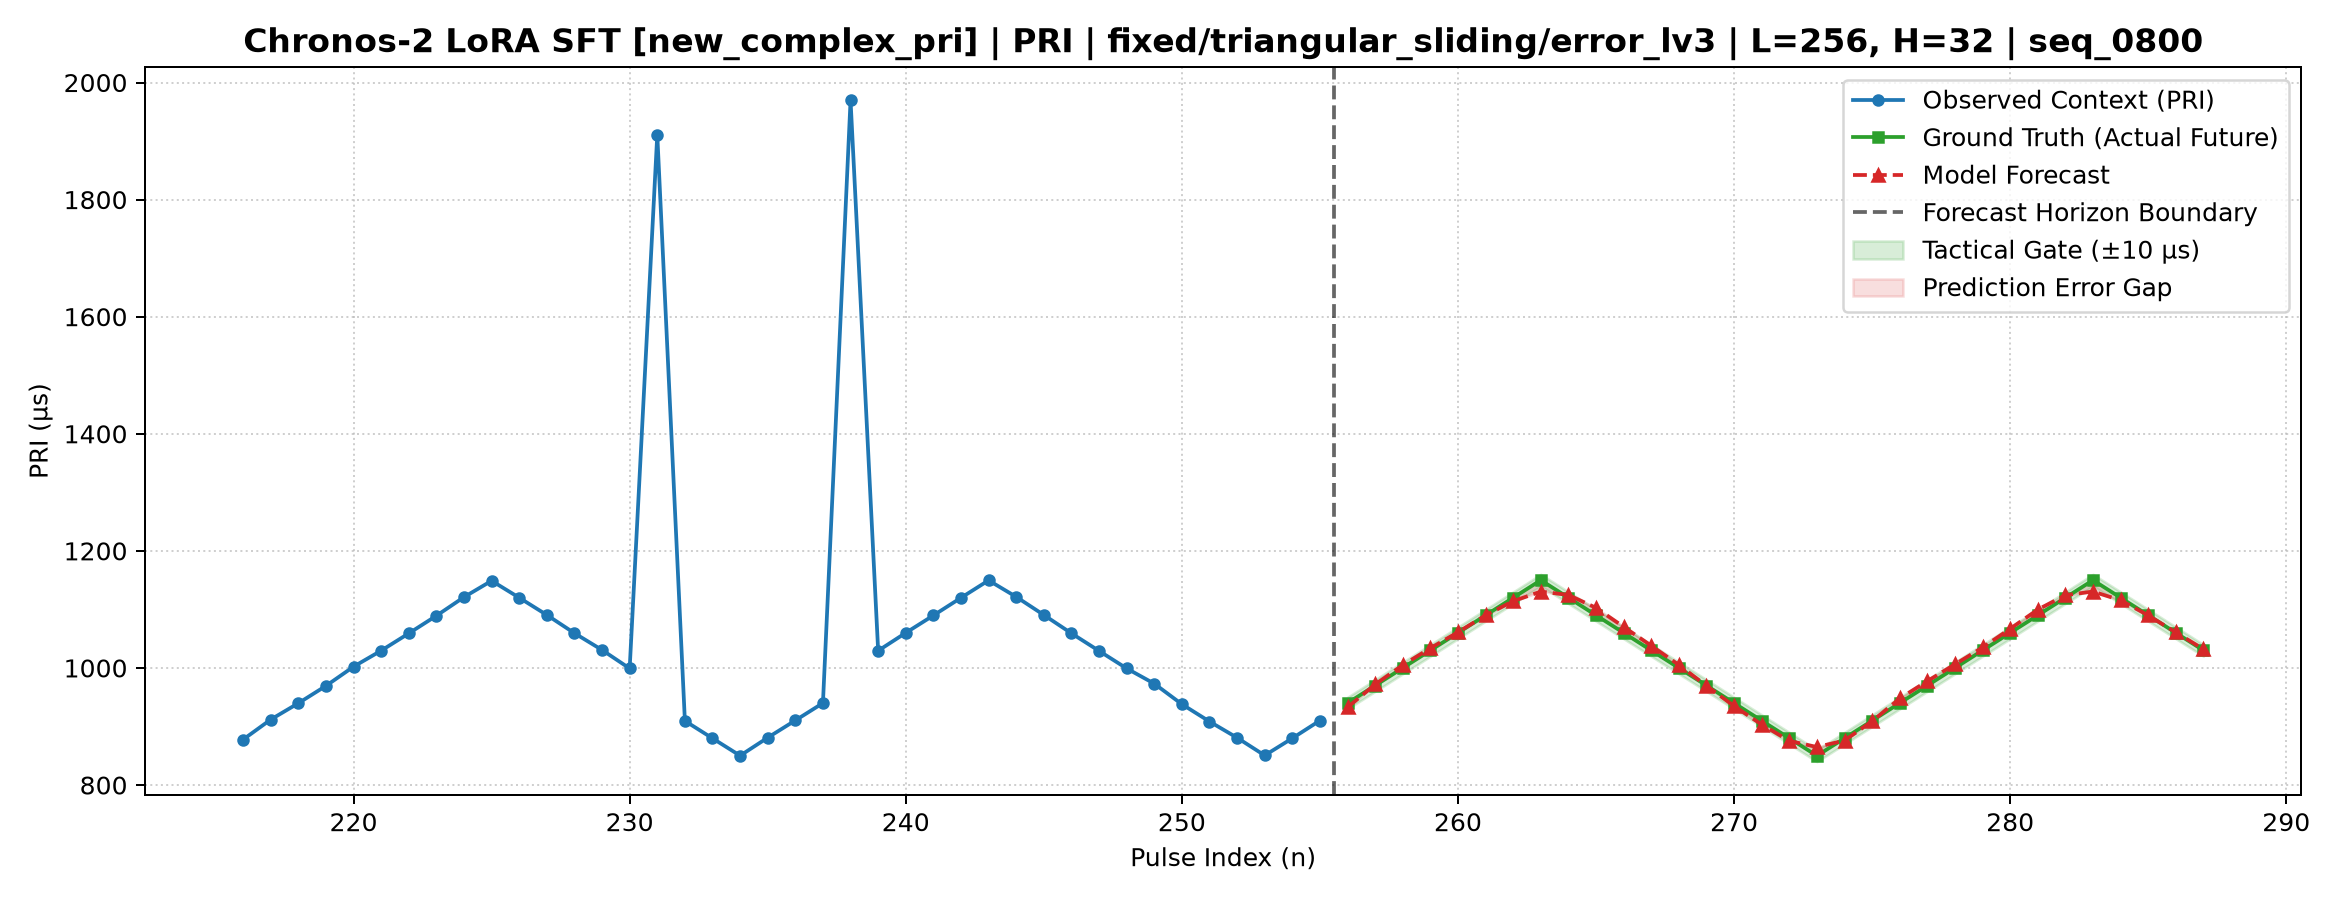 Chronos-2 LoRA SFT [new_complex_pri] | PRI | fixed/triangular_sliding/error_lv3 | L=256, H=32 | seq_0800
PRI (µs)
2000
1800
1600
1400
1200
1000
800
Observed Context (PRI)
Ground Truth (Actual Future)
Model Forecast
Forecast Horizon Boundary
Tactical Gate (±10 µs)
Prediction Error Gap
220
230
240
250
260
270
280
290
Pulse Index (n)